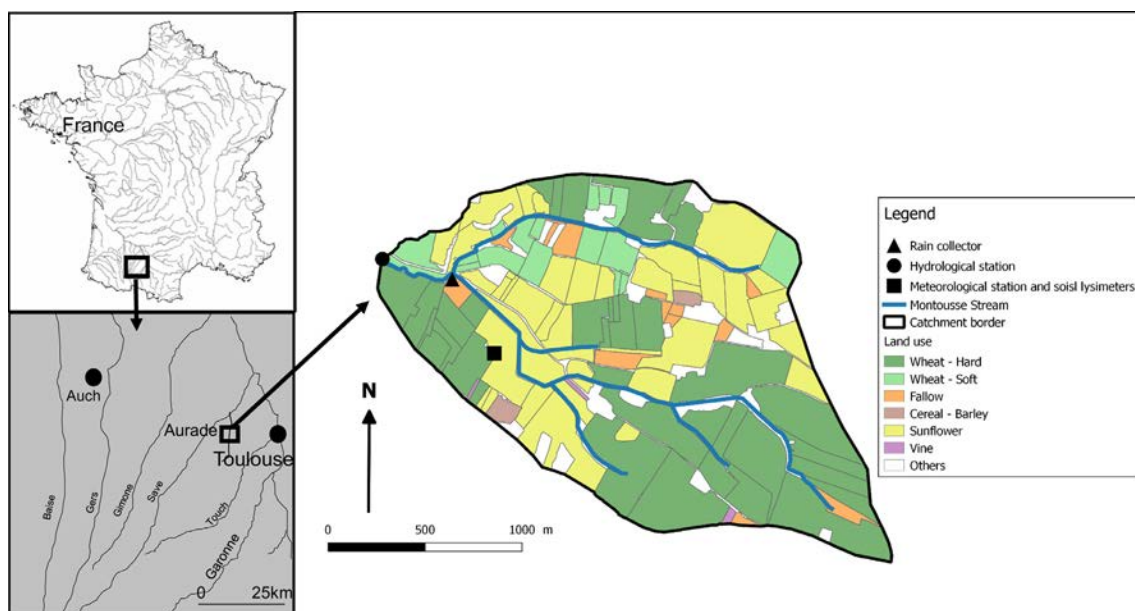 France
Auch
Aurade
Toulouse
Baise
Gers
Gimone
Save
Touch
Garonne
0 25km
N
0 500 1000 m
Legend
Rain collector
Hydrological station
Meteorological station and soisl lysimeters
Montousse Stream
Catchment border
Land use
Wheat - Hard
Wheat - Soft
Fallow
Cereal - Barley
Sunflower
Vine
Others